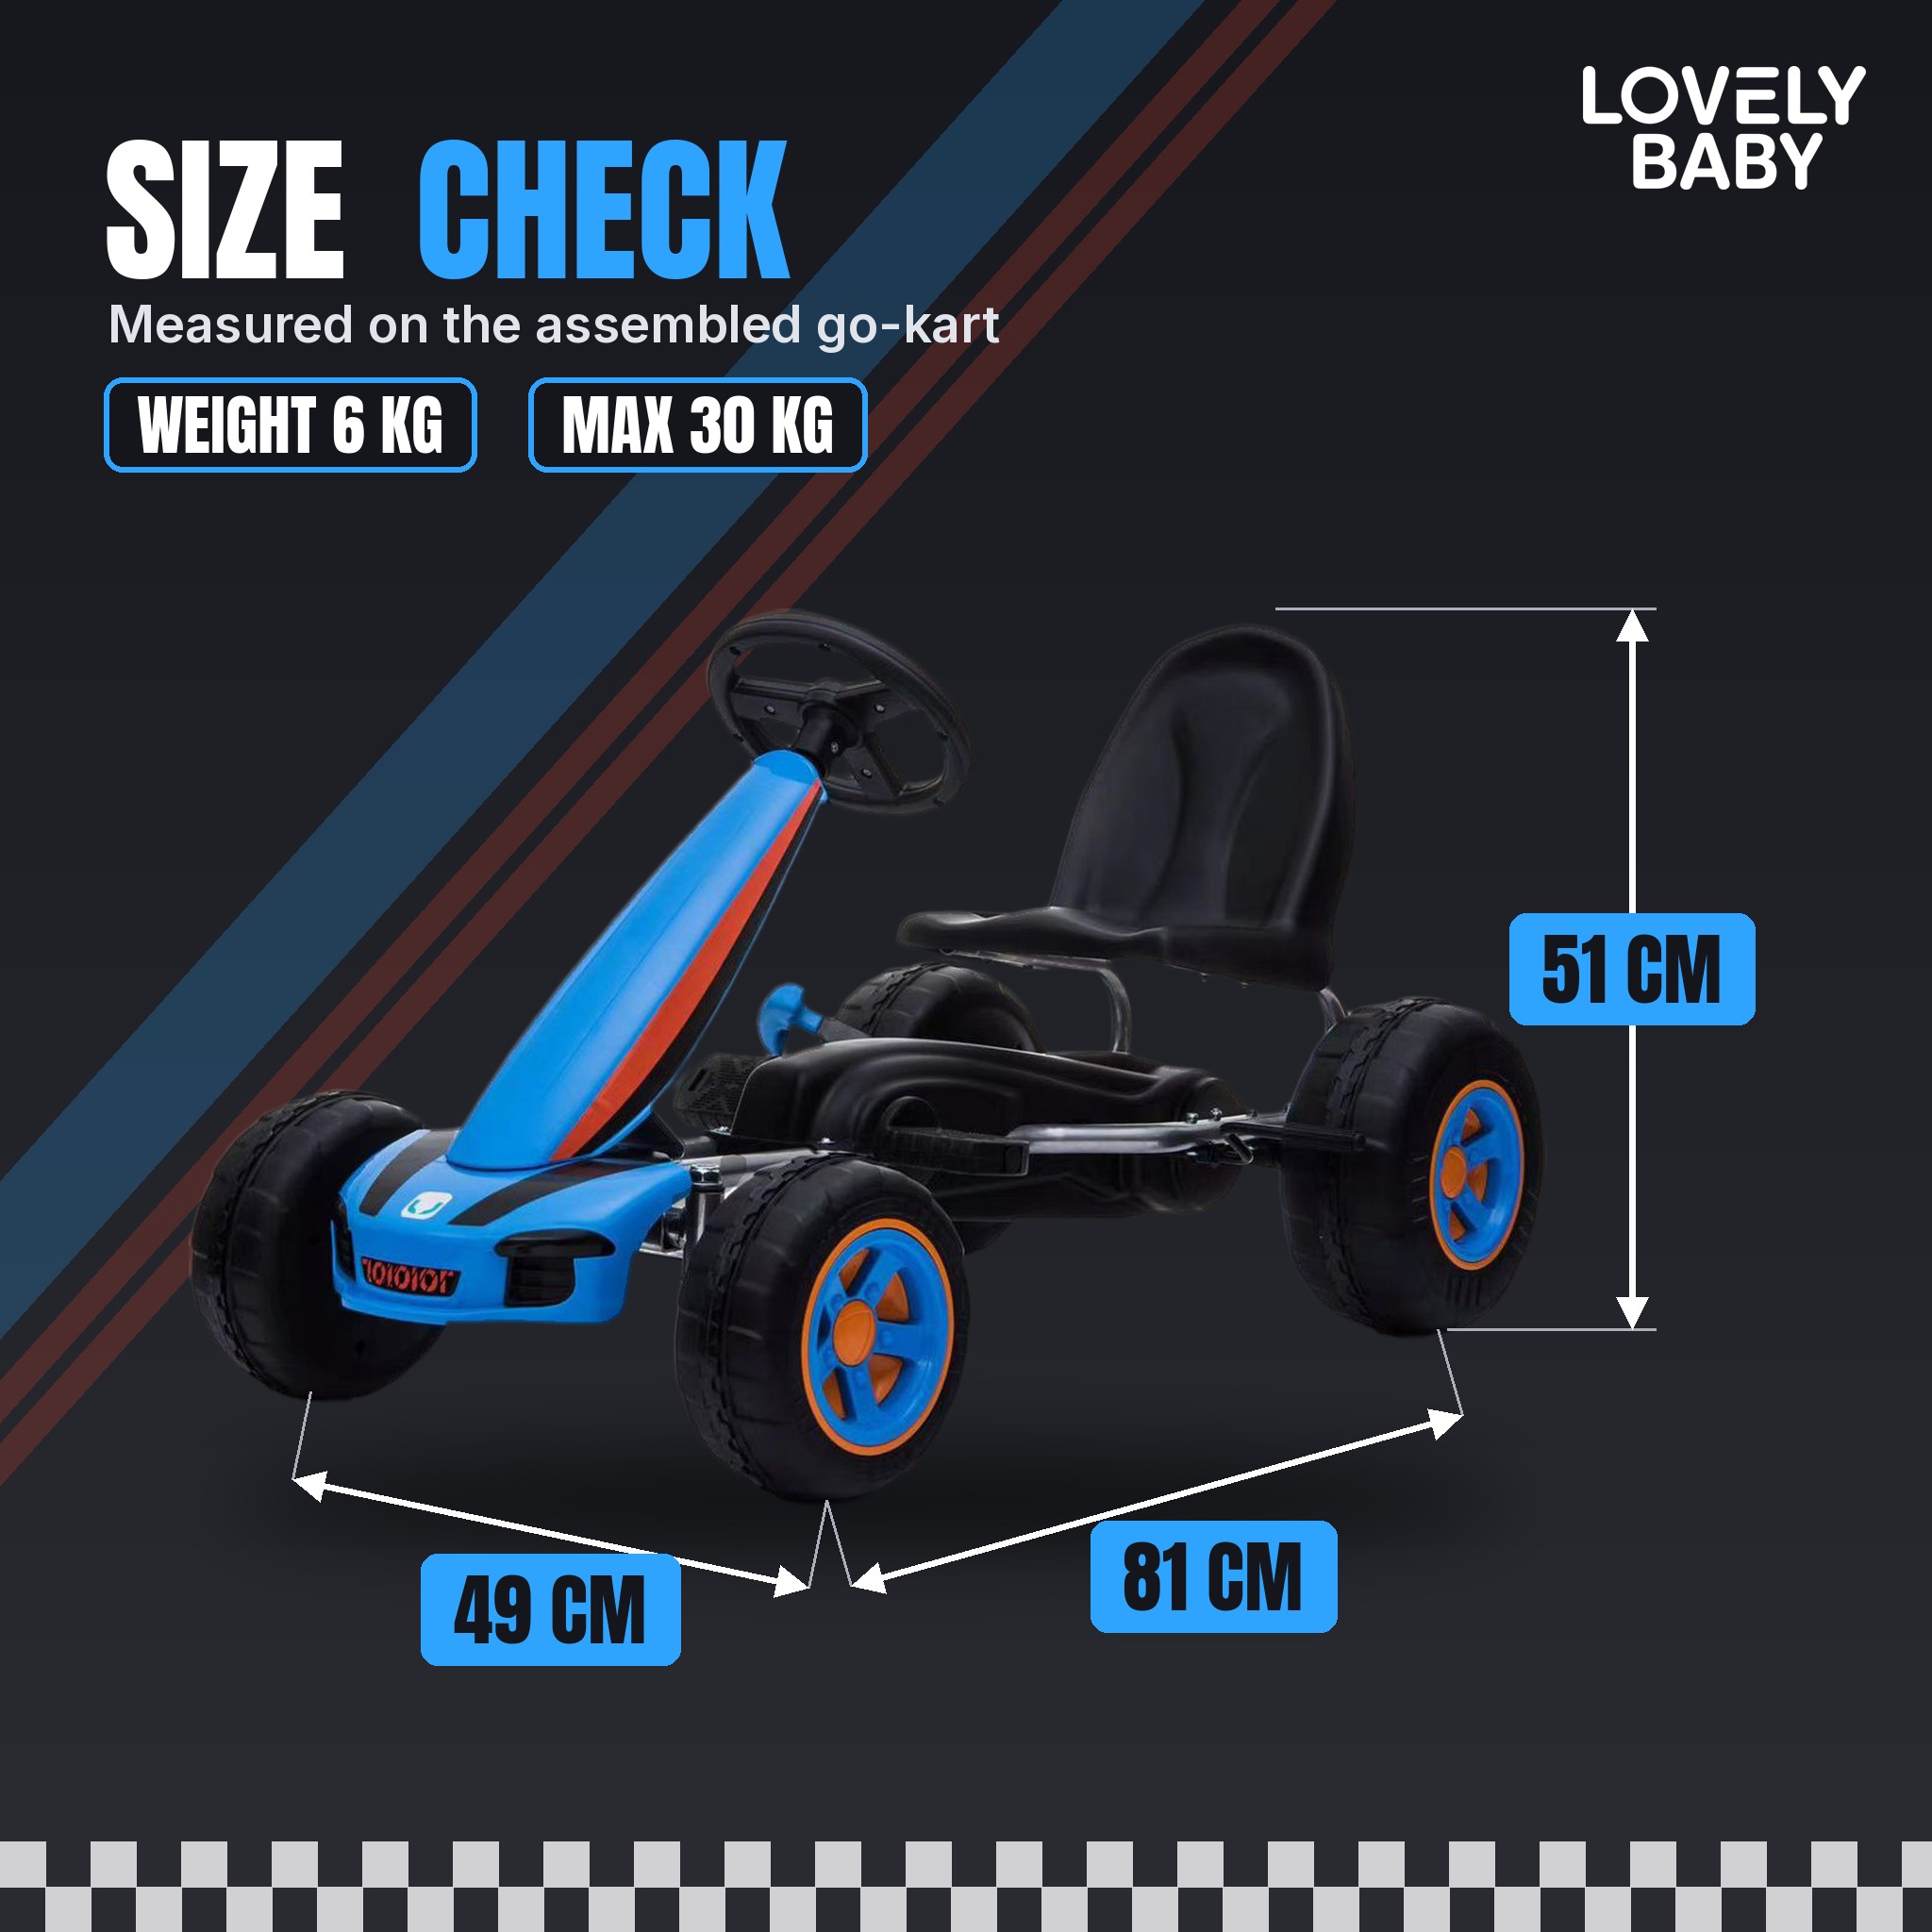 LOVELY
BABY
SIZE CHECK
Measured on the assembled go-kart
WEIGHT 6 KG
MAX 30 KG
51 CM
81 CM
49 CM